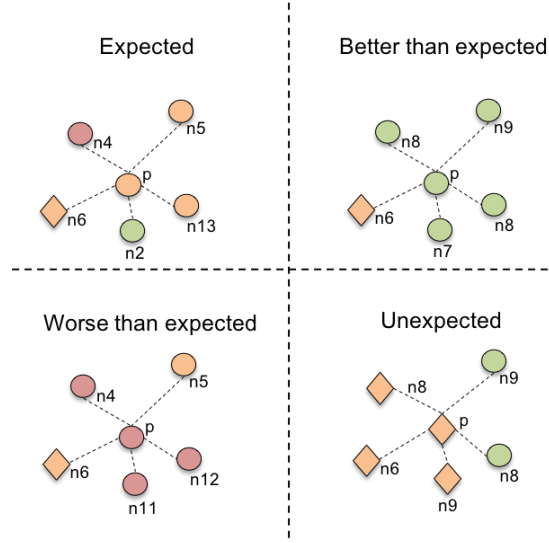 Expected
n4
n5
p
n6
n13
n2
Better than expected
n8
n9
p
n6
n8
n7
Worse than expected
n4
n5
p
n6
n12
n11
Unexpected
n8
n9
p
n6
n8
n9